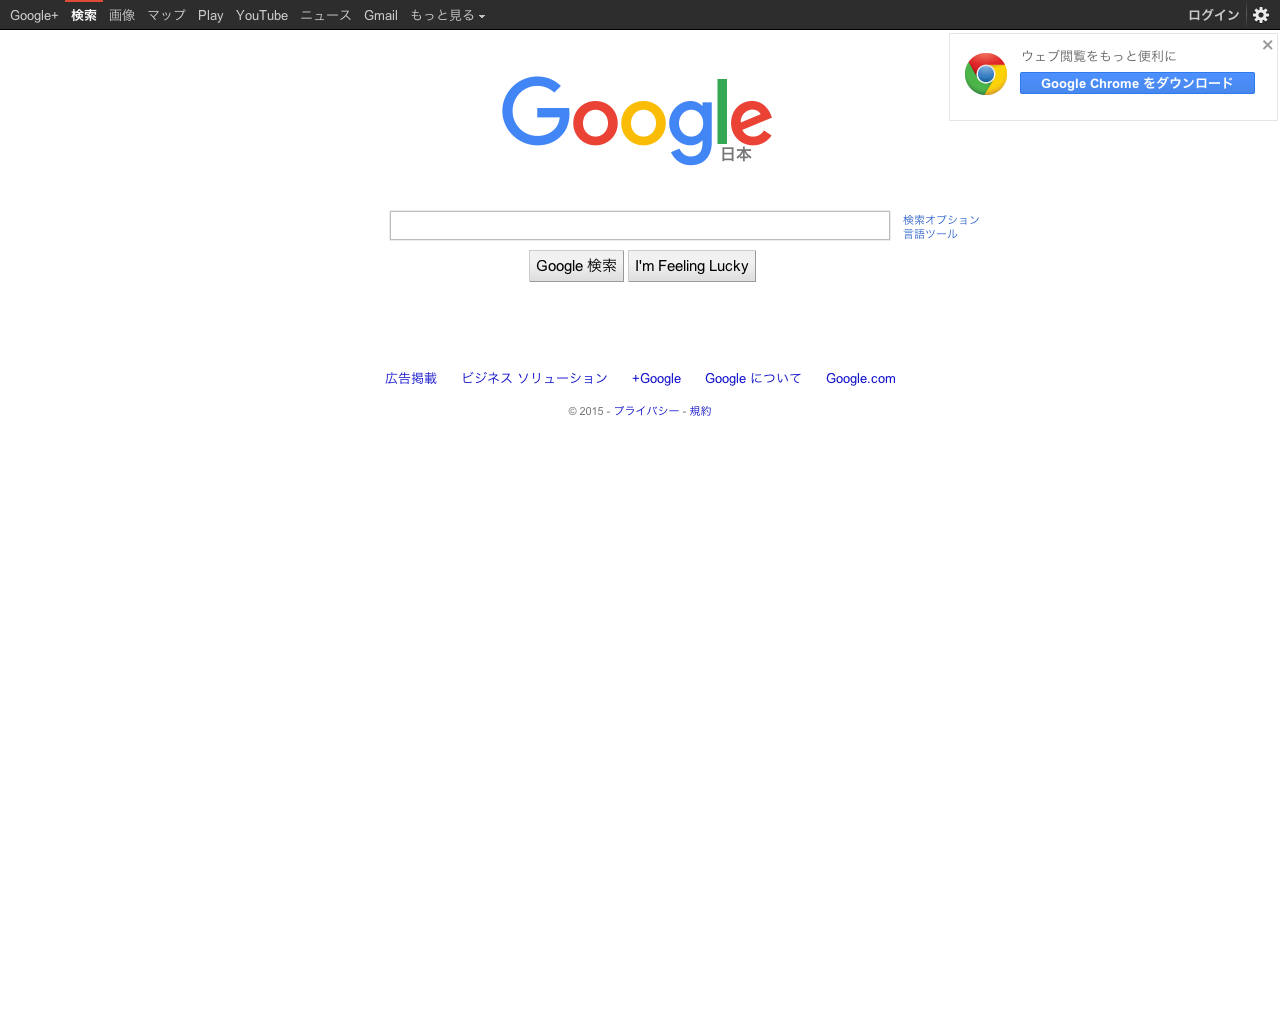 Google+ 検索 画像 マップ Play YouTube ニュース Gmail もっと見る ログイン
ウェブ閲覧をもっと便利に
Google Chrome をダウンロード
Google
日本
検索オプション
言語ツール
Google 検索 I'm Feeling Lucky
広告掲載 ビジネス ソリューション +Google Google について Google.com
© 2015 - プライバシー - 規約